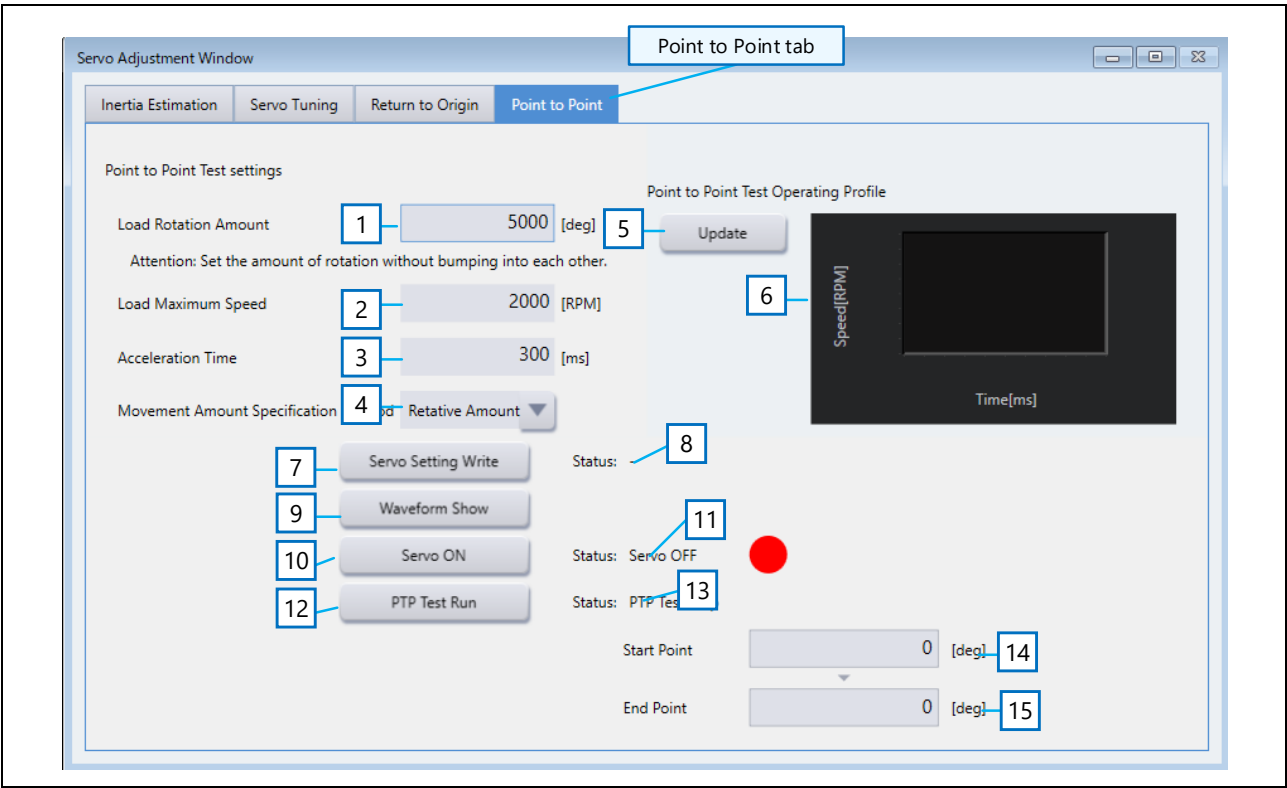 Point to Point tab
Servo Adjustment Window
Inertia Estimation
Servo Tuning
Return to Origin
Point to Point
Point to Point Test settings
Point to Point Test Operating Profile
Load Rotation Amount
1
5000
[deg]
5
Update
Attention: Set the amount of rotation without bumping into each other.
Load Maximum Speed
2
2000
[RPM]
6
Speed[RPM]
Time[ms]
Acceleration Time
3
300
[ms]
Movement Amount Specification
4
Retative Amount
7
Servo Setting Write
Status: -
8
9
Waveform Show
10
Servo ON
Status: Servo OFF
11
12
PTP Test Run
Status: PTP
13
Start Point
0
[deg]
14
End Point
0
[deg]
15